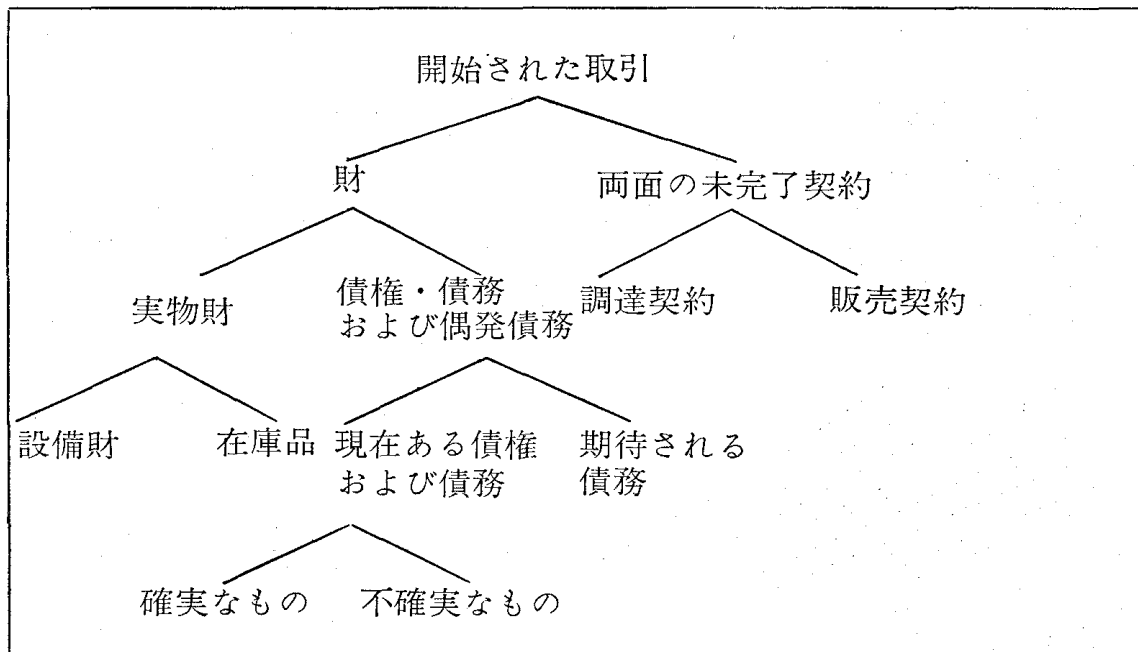 開始された取引
財
両面の未完了契約
実物財
債権・債務
および偶発債務
調達契約
販売契約
設備財
在庫品
現在ある債権
および債務
期待される
債務
確実なもの
不確実なもの